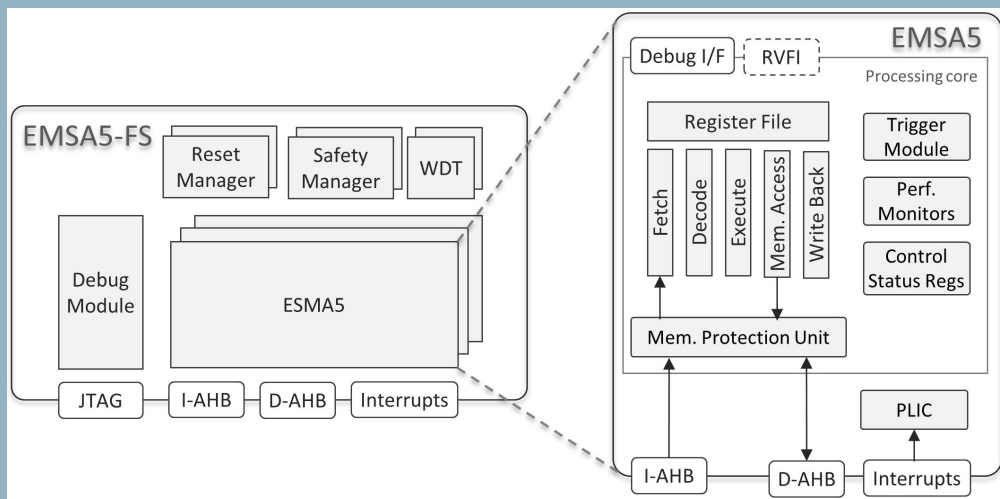 EMSA5-FS
Reset
Manager
Safety
Manager
WDT
Debug
Module
ESMA5
JTAG
I-AHB
D-AHB
Interrupts
EMSA5
Debug I/F
RVFI
Processing core
Register File
Fetch
Decode
Execute
Mem. Access
Write Back
Trigger
Module
Perf.
Monitors
Control
Status Regs
Mem. Protection Unit
PLIC
I-AHB
D-AHB
Interrupts